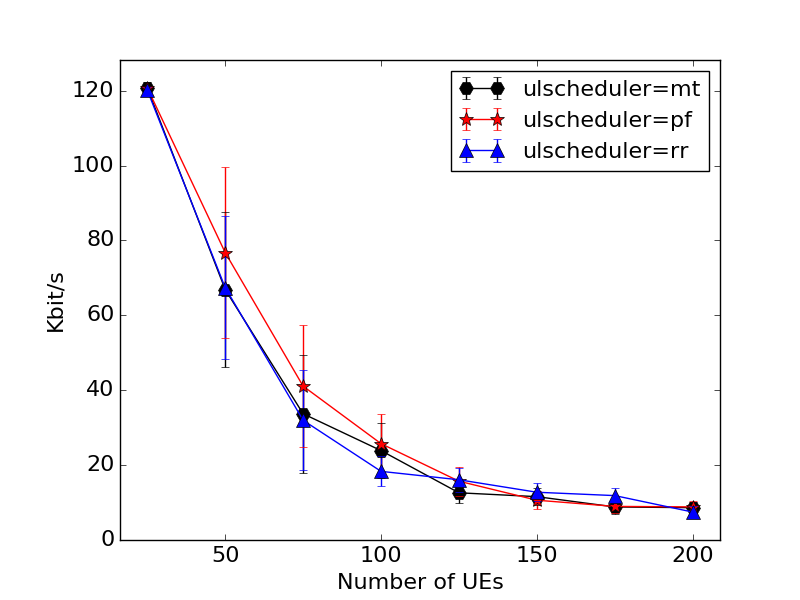 120
100
80
60
40
20
0
Kbit/s
50
100
150
200
Number of UEs
ulscheduler=mt
ulscheduler=pf
ulscheduler=rr